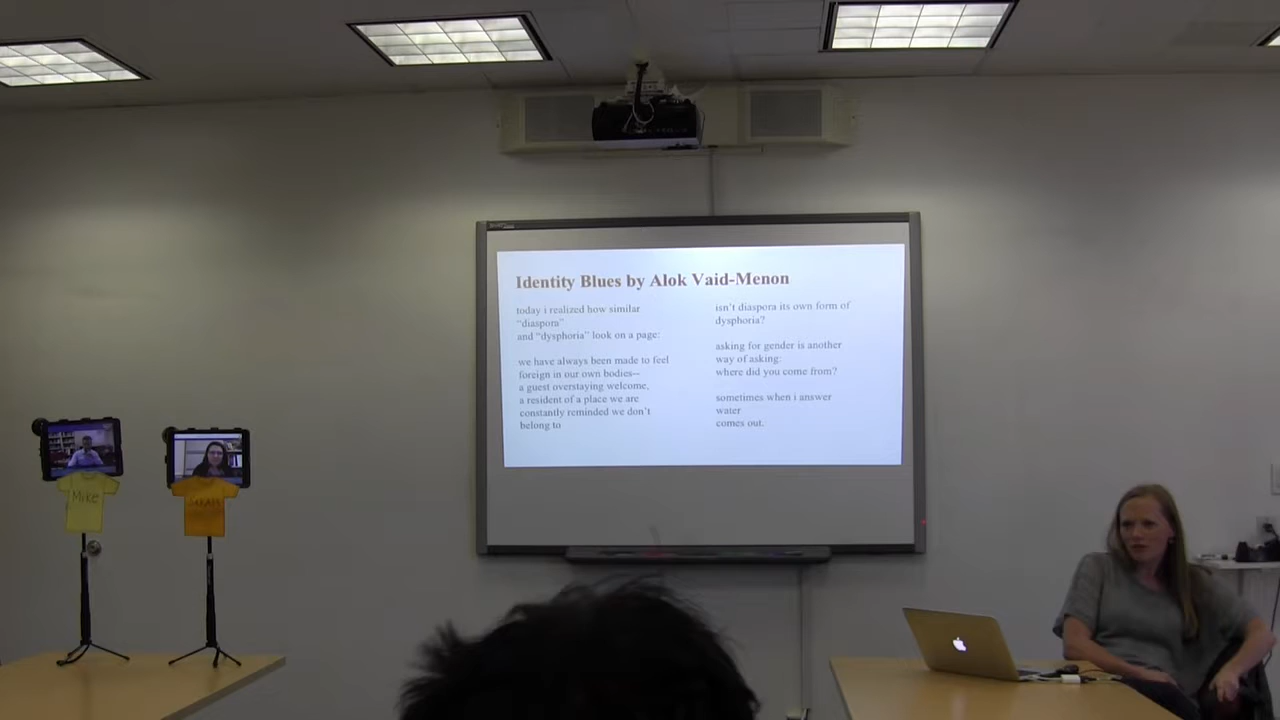 Identity Blues by Alok Vaid-Menon
today i realized how similar
“diaspora”
and “dysphoria” look on a page:
we have always been made to feel
foreign in our own bodies--
a guest overstaying welcome,
a resident of a place we are
constantly reminded we don’t
belong to
isn’t diaspora its own form of
dysphoria?
asking for gender is another
way of asking:
where did you come from?
sometimes when i answer
water
comes out.
Mike